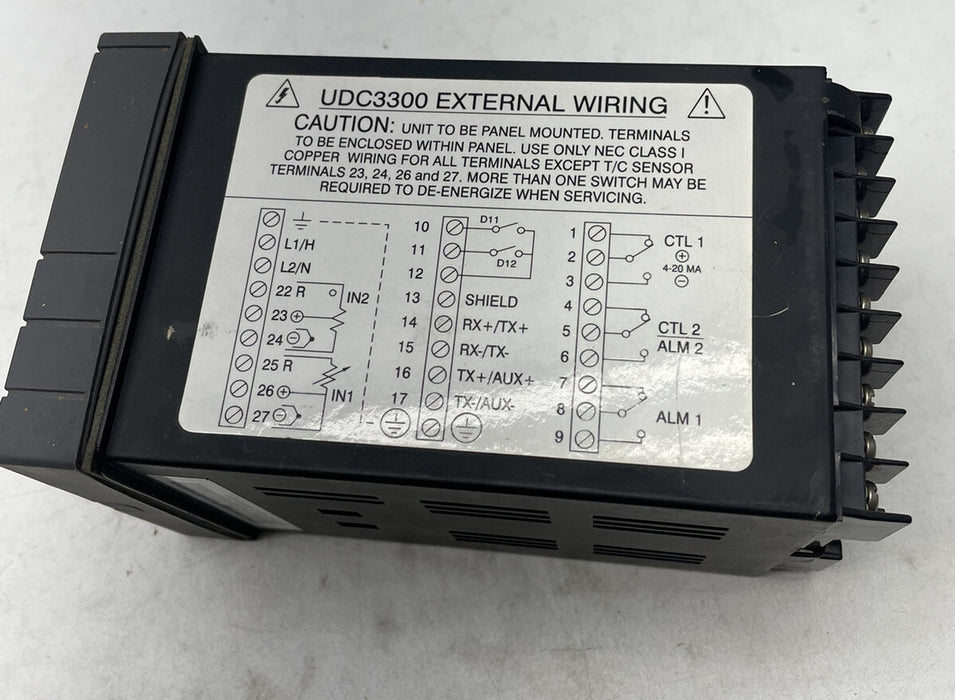 UDC3300 EXTERNAL WIRING
CAUTION: UNIT TO BE PANEL MOUNTED. TERMINALS
TO BE ENCLOSED WITHIN PANEL. USE ONLY NEC CLASS I
COPPER WIRING FOR ALL TERMINALS EXCEPT T/C SENSOR
TERMINALS 23, 24, 26 and 27. MORE THAN ONE SWITCH MAY BE
REQUIRED TO DE-ENERGIZE WHEN SERVICING.
L1/H
L2/N
22 R
IN2
23 +
24 −
25 R
26 +
IN1
27 −
10
D11
11
D12
12
13 SHIELD
14 RX+/TX+
15 RX-/TX-
16 TX+/AUX+
17 TX-/AUX-
1
CTL 1
2
+
4-20 MA
3
−
4
5
CTL 2
ALM 2
6
7
8
ALM 1
9